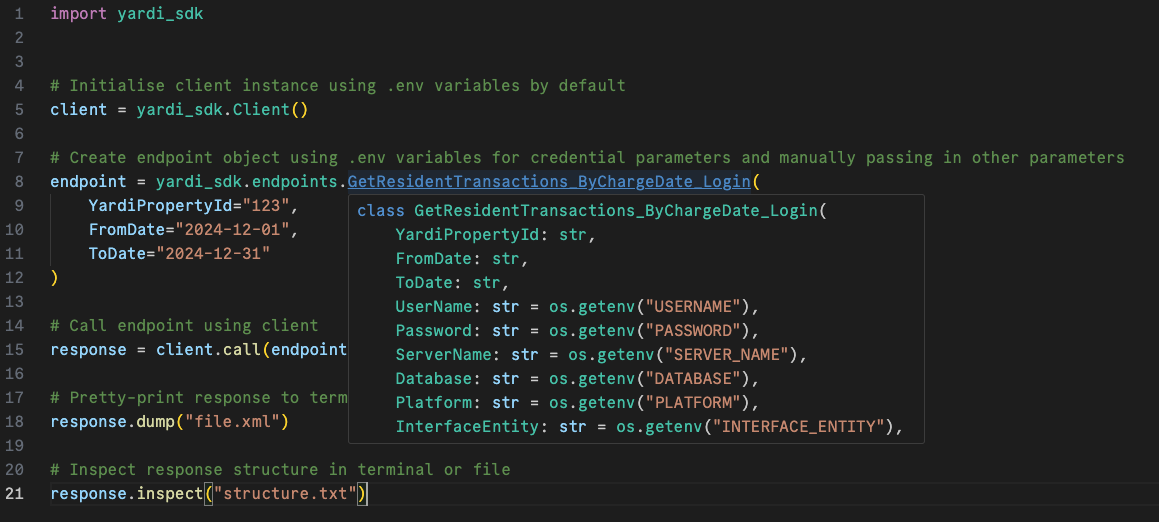 1 import yardi_sdk
2
3
4 # Initialise client instance using .env variables by default
5 client = yardi_sdk.Client()
6
7 # Create endpoint object using .env variables for credential parameters and manually passing in other parameters
8 endpoint = yardi_sdk.endpoints.GetResidentTransactions_ByChargeDate_Login(
9 YardiPropertyId="123",
10 FromDate="2024-12-01",
11 ToDate="2024-12-31"
12 )
13
14 # Call endpoint using client
15 response = client.call(endpoint
16
17 # Pretty-print response to term
18 response.dump("file.xml")
19
20 # Inspect response structure in terminal or file
21 response.inspect("structure.txt")
class GetResidentTransactions_ByChargeDate_Login(
YardiPropertyId: str,
FromDate: str,
ToDate: str,
UserName: str = os.getenv("USERNAME"),
Password: str = os.getenv("PASSWORD"),
ServerName: str = os.getenv("SERVER_NAME"),
Database: str = os.getenv("DATABASE"),
Platform: str = os.getenv("PLATFORM"),
InterfaceEntity: str = os.getenv("INTERFACE_ENTITY"),